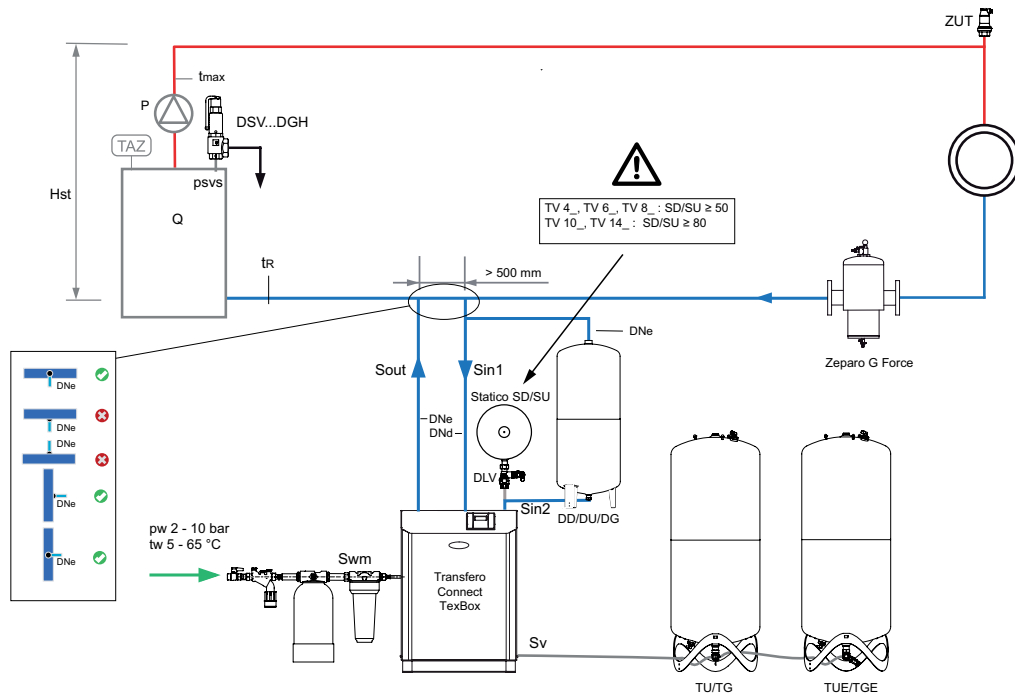 ZUT
tmax
P
DSV...DGH
TAZ
psvs
Hst
Q
TV 4_, TV 6_, TV 8_ : SD/SU ≥ 50
TV 10_, TV 14_ : SD/SU ≥ 80
tR
> 500 mm
DNe
Zeparo G Force
Sout
Sin1
Statico SD/SU
DNe
DNd
DLV
Sin2
DD/DU/DG
DNe
DNe
DNe
DNe
DNe
pw 2 - 10 bar
tw 5 - 65 °C
Swm
Transfero
Connect
TexBox
Sv
TU/TG
TUE/TGE